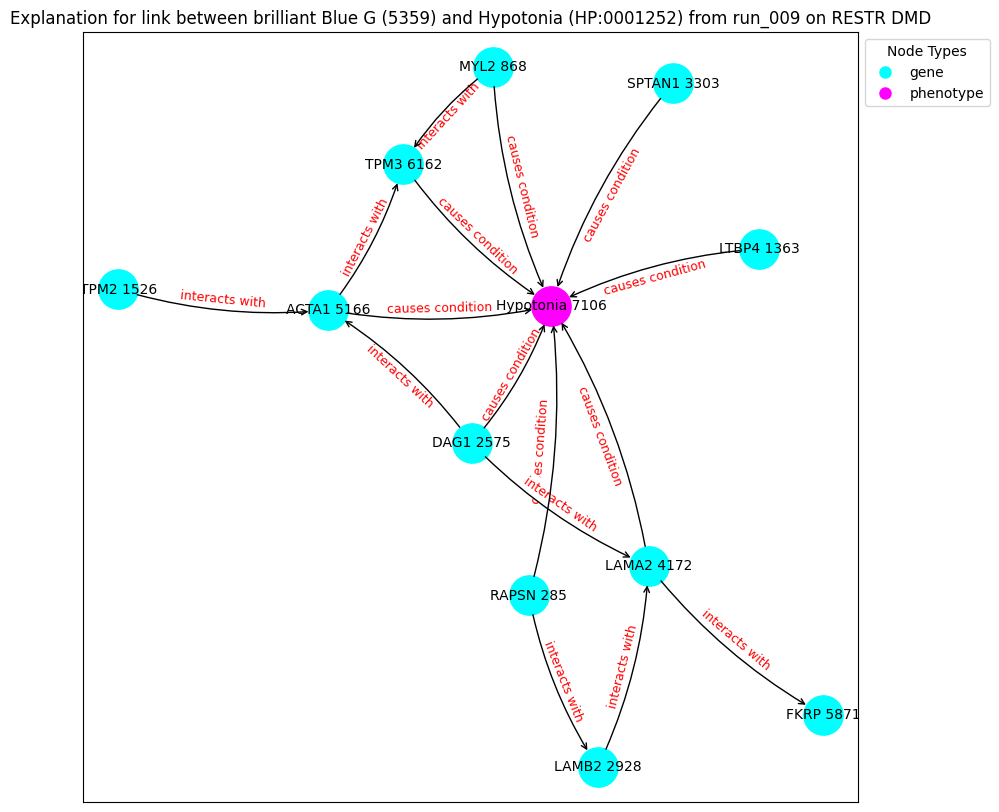 Explanation for link between brilliant Blue G (5359) and Hypotonia (HP:0001252) from run_009 on RESTR DMD
Node Types
gene
phenotype
MYL2 868
SPTAN1 3303
interacts with
TPM3 6162
causes condition
causes condition
causes condition
interacts with
LTBP4 1363
causes condition
TPM2 1526
interacts with
ACTA1 5166
causes condition
Hypotonia 7106
interacts with
causes condition
causes condition
DAG1 2575
es condition
interacts with
LAMA2 4172
RAPSN 285
interacts with
interacts with
interacts with
FKRP 5871
LAMB2 2928